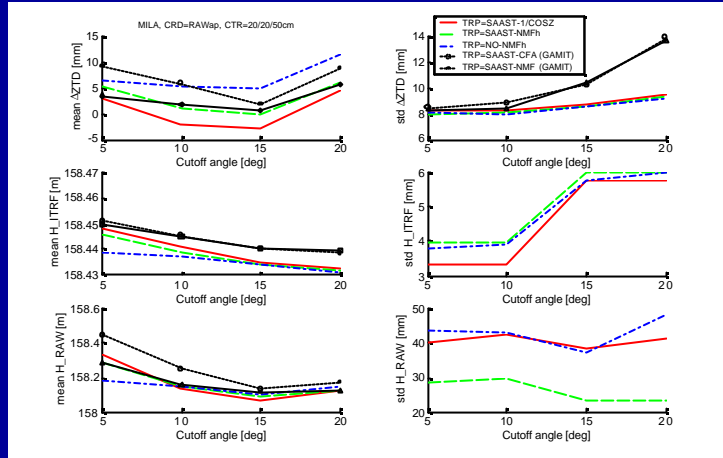 MILA, CRD=RAWap, CTR=20/20/50cm
mean ΔZTD
15
10
5
0
-5
5
10
15
20
Cutoff angle [deg]
std ΔZTD [mm]
14
12
10
8
6
5
10
15
20
Cutoff angle [deg]
TRP=SAAST-1/COSZ
TRP=SAAST-NMFh
TRP=NO-NMFh
TRP=SAAST-CFA (GAMIT)
TRP=SAAST-NMF (GAMIT)
mean H_ITRF [m]
158.47
158.45
158.44
158.43
5
10
15
20
Cutoff angle [deg]
std H_ITRF [mm]
6
5
4
3
5
10
15
20
Cutoff angle [deg]
mean H_RAW [m]
158.6
158.4
158.2
158
5
10
15
20
Cutoff angle [deg]
std H_RAW [mm]
50
40
30
20
5
10
15
20
Cutoff angle [deg]